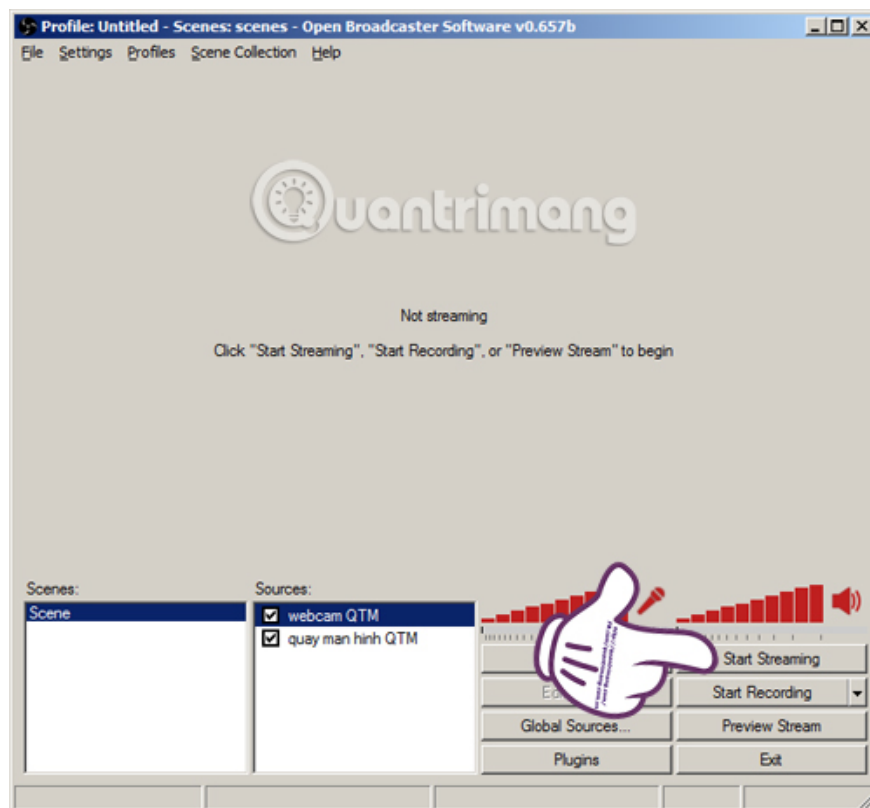 Profile: Untitled - Scenes: scenes - Open Broadcaster Software v0.657b
File Settings Profiles Scene Collection Help
Quantrimang
Not streaming
Click "Start Streaming", "Start Recording", or "Preview Stream" to begin
Scenes:
Sources:
Scene
webcam QTM
quay man hinh QTM
Start Streaming
Start Recording
Global Sources...
Preview Stream
Plugins
Exit